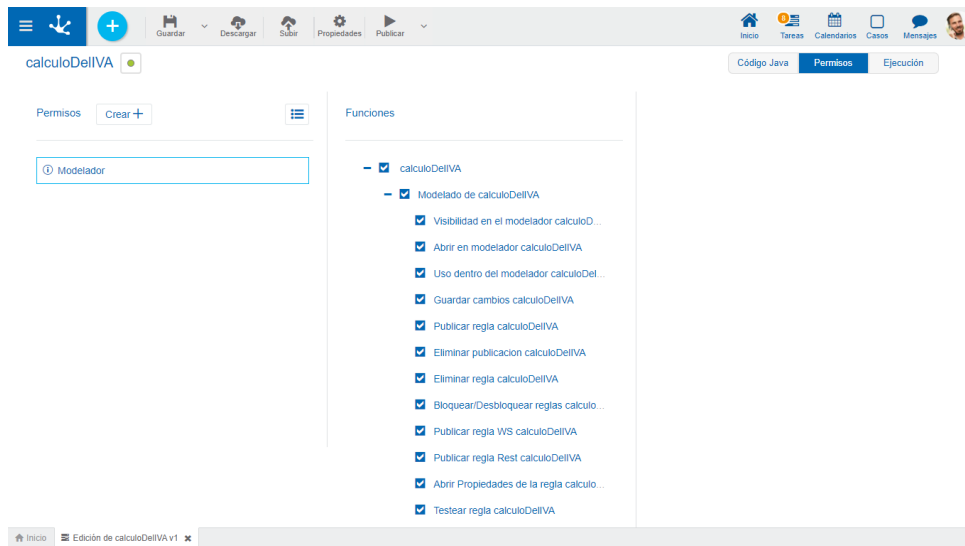 Guardar
Descargar
Subir
Propiedades
Publicar
Inicio
8
Tareas
Calendarios
Casos
Mensajes
calculoDelIVA
Código Java
Permisos
Ejecución
Permisos
Crear
Funciones
Modelador
calculoDelIVA
Modelado de calculoDelIVA
Visibilidad en el modelador calculoD...
Abrir en modelador calculoDelIVA
Uso dentro del modelador calculoDel...
Guardar cambios calculoDelIVA
Publicar regla calculoDelIVA
Eliminar publicacion calculoDelIVA
Eliminar regla calculoDelIVA
Bloquear/Desbloquear reglas calculo...
Publicar regla WS calculoDelIVA
Publicar regla Rest calculoDelIVA
Abrir Propiedades de la regla calculo...
Testear regla calculoDelIVA
Inicio
Edición de calculoDelIVA v1